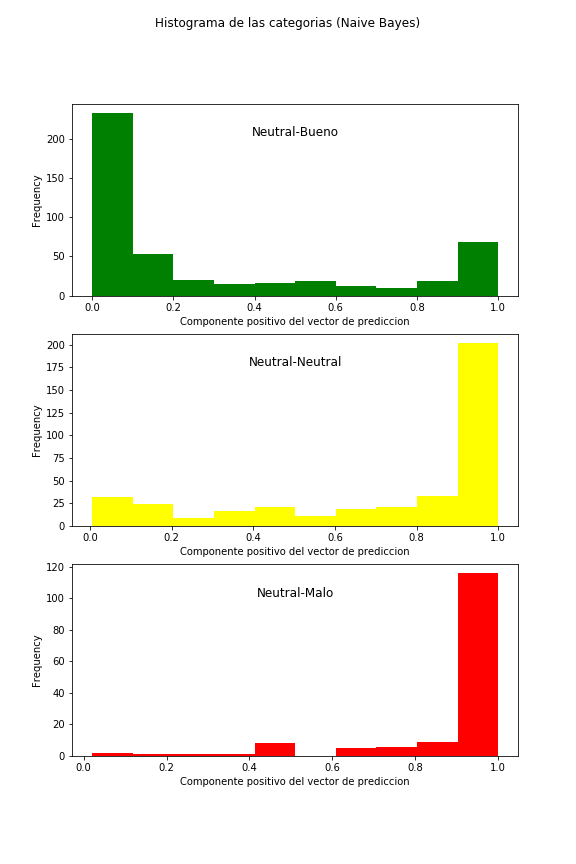 Histograma de las categorias (Naive Bayes)
Neutral-Bueno
Frequency
200
150
100
50
0
0.0 0.2 0.4 0.6 0.8 1.0
Componente positivo del vector de prediccion
Neutral-Neutral
Frequency
200
175
150
125
100
75
50
25
0
0.0 0.2 0.4 0.6 0.8 1.0
Componente positivo del vector de prediccion
Neutral-Malo
Frequency
120
100
80
60
40
20
0
0.0 0.2 0.4 0.6 0.8 1.0
Componente positivo del vector de prediccion